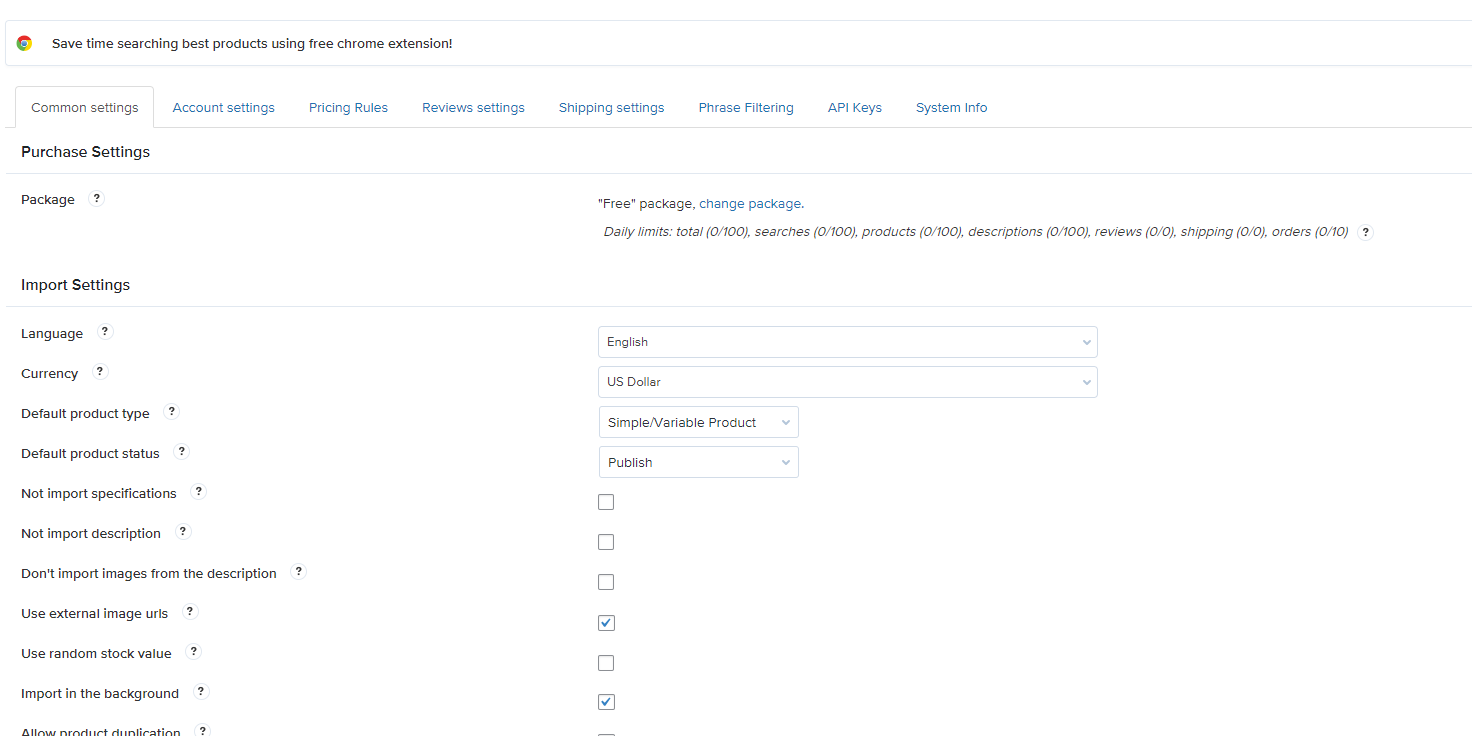 Save time searching best products using free chrome extension!
Common settings Account settings Pricing Rules Reviews settings Shipping settings Phrase Filtering API Keys System Info
Purchase Settings
Package ? "Free" package, change package.
Daily limits: total (0/100), searches (0/100), products (0/100), descriptions (0/100), reviews (0/0), shipping (0/0), orders (0/10) ?
Import Settings
Language ? English
Currency ? US Dollar
Default product type ? Simple/Variable Product
Default product status ? Publish
Not import specifications ?
Not import description ?
Don't import images from the description ?
Use external image urls ?
Use random stock value ?
Import in the background ?
Allow product duplication ?